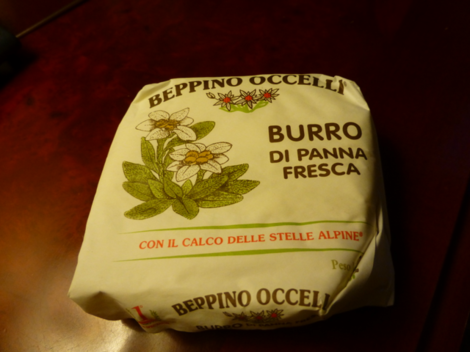 BEPPINO OCCELLI
BURRO
DI PANNA
FRESCA
CON IL CALCO DELLE STELLE ALPINE®
BEPPINO OCCELLI